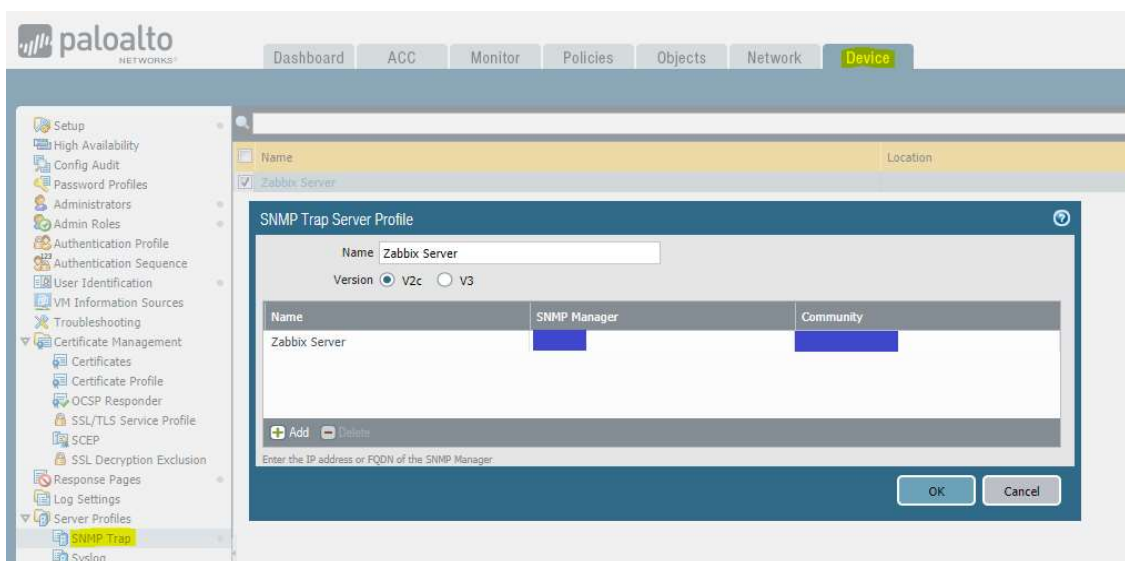 paloalto
NETWORKS
Dashboard ACC Monitor Policies Objects Network Device
Setup
High Availability
Config Audit
Password Profiles
Administrators
Admin Roles
Authentication Profile
Authentication Sequence
User Identification
VM Information Sources
Troubleshooting
Certificate Management
Certificates
Certificate Profile
OCSP Responder
SSL/TLS Service Profile
SCEP
SSL Decryption Exclusion
Response Pages
Log Settings
Server Profiles
SNMP Trap
Syslog
Name Location
Zabbix Server
SNMP Trap Server Profile
Name Zabbix Server
Version V2c V3
Name SNMP Manager Community
Zabbix Server
Add Delete
Enter the IP address or FQDN of the SNMP Manager
OK Cancel